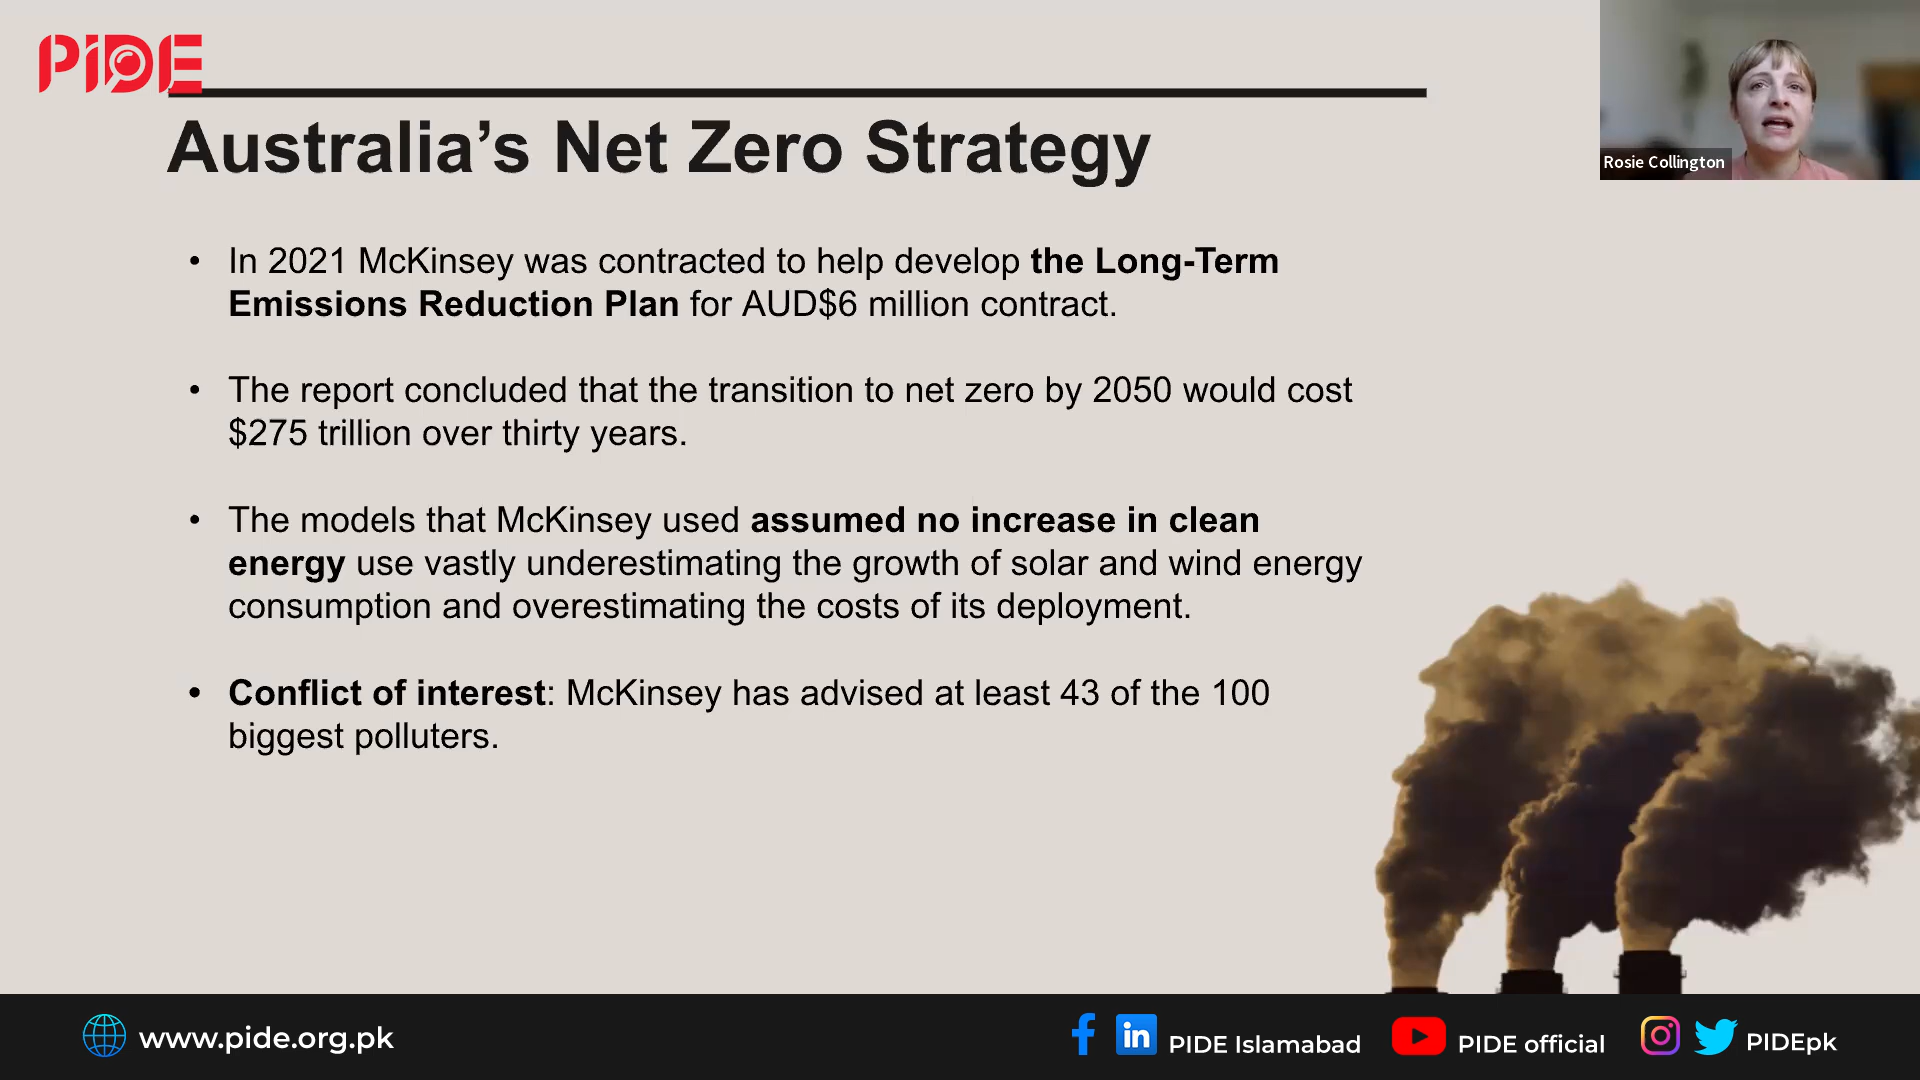 PIDE
Rosie Collington
Australia's Net Zero Strategy
• In 2021 McKinsey was contracted to help develop the Long-Term
Emissions Reduction Plan for AUD$6 million contract.
• The report concluded that the transition to net zero by 2050 would cost
$275 trillion over thirty years.
• The models that McKinsey used assumed no increase in clean
energy use vastly underestimating the growth of solar and wind energy
consumption and overestimating the costs of its deployment.
• Conflict of interest: McKinsey has advised at least 43 of the 100
biggest polluters.
www.pide.org.pk
PIDE Islamabad
PIDE official
PIDEpk